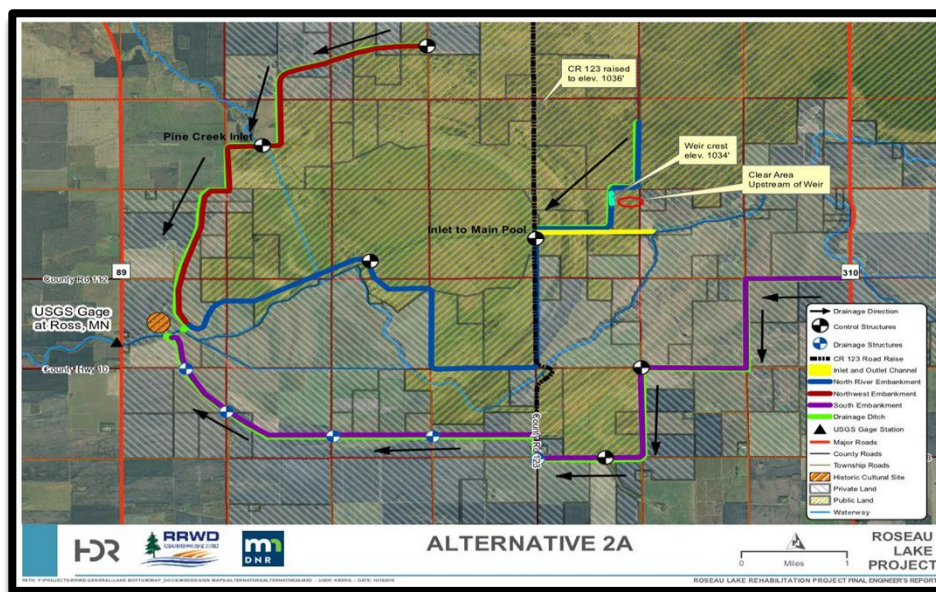 CR 123 raised
to elev. 1036'
Pine Creek Inlet
Weir crest
elev. 1034'
Clear Area
Upstream of Weir
Inlet to Main Pool
89
County Rd 112
310
USGS Gage
at Ross, MN
County Hwy 10
County Rd 123
Drainage Direction
Control Structures
Drainage Structures
CR 123 Road Raise
Inlet and Outlet Channel
North River Embankment
Northwest Embankment
South Embankment
Drainage Ditch
USGS Gage Station
Major Roads
County Roads
Township Roads
Historic Cultural Site
Private Land
Public Land
Waterway
HDR
RRWD
DNR
ALTERNATIVE 2A
0 Miles 1
ROSEAU
LAKE
PROJECT
ROSEAU LAKE REHABILITATION PROJECT FINAL ENGINEER'S REPORT